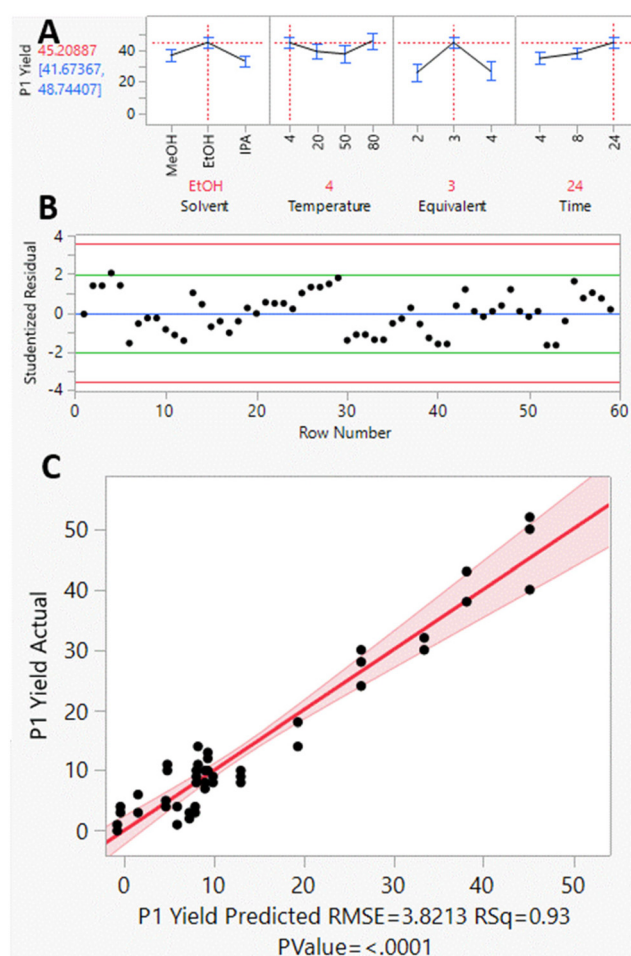 A
P1 Yield
45.20887
[41.67367,
48.74407]
40
20
0
MeOH
EtOH
IPA
4
20
50
80
2
3
4
4
8
24
EtOH
4
3
24
Solvent
Temperature
Equivalent
Time
B
Studentized Residual
4
2
0
-2
-4
0
10
20
30
40
50
60
Row Number
C
P1 Yield Actual
50
40
30
20
10
0
0
10
20
30
40
50
P1 Yield Predicted RMSE=3.8213 RSq=0.93
PValue=<.0001